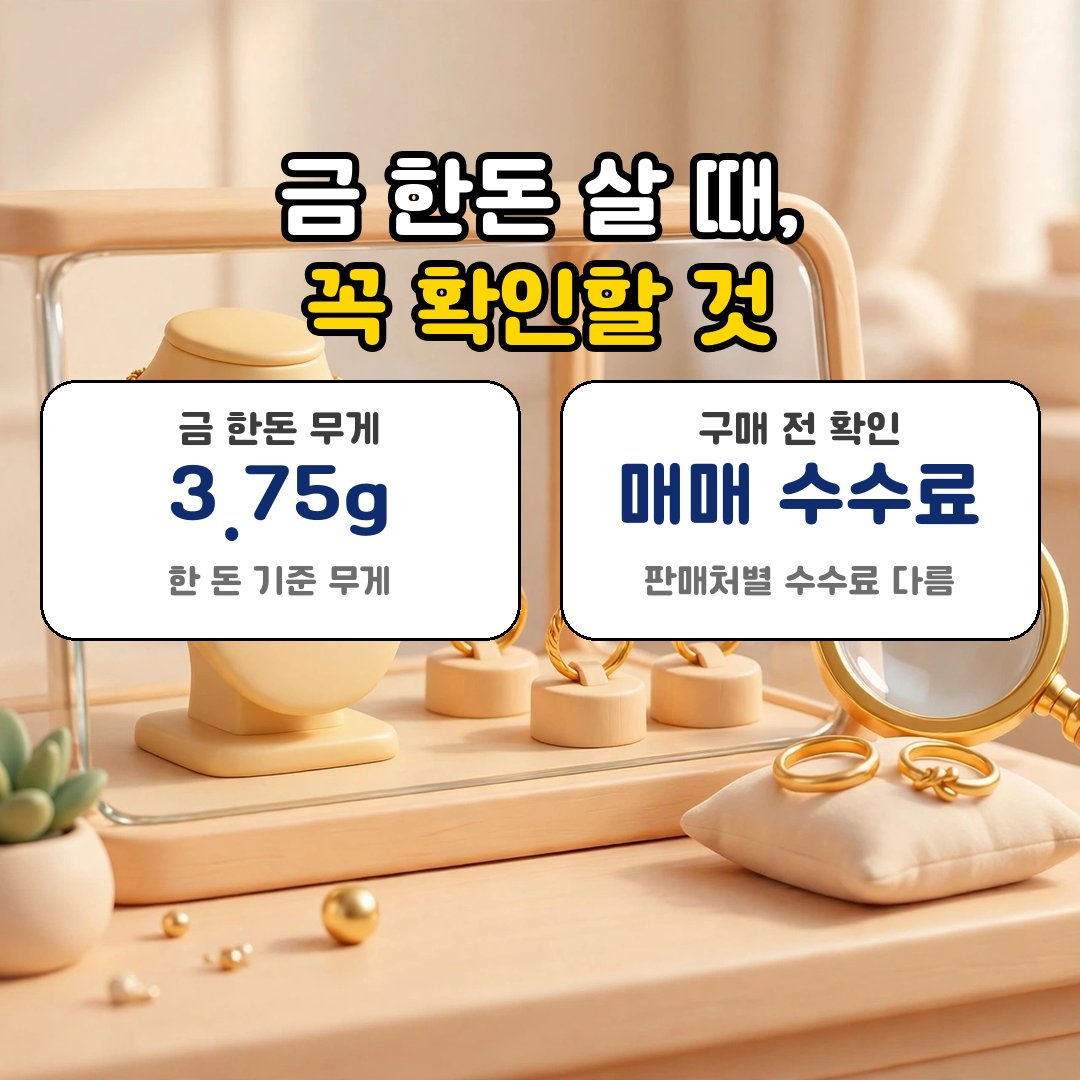 금 한돈 살 때,
꼭 확인할 것
금 한돈 무게
3.75g
한 돈 기준 무게
구매 전 확인
매매 수수료
판매처별 수수료 다름